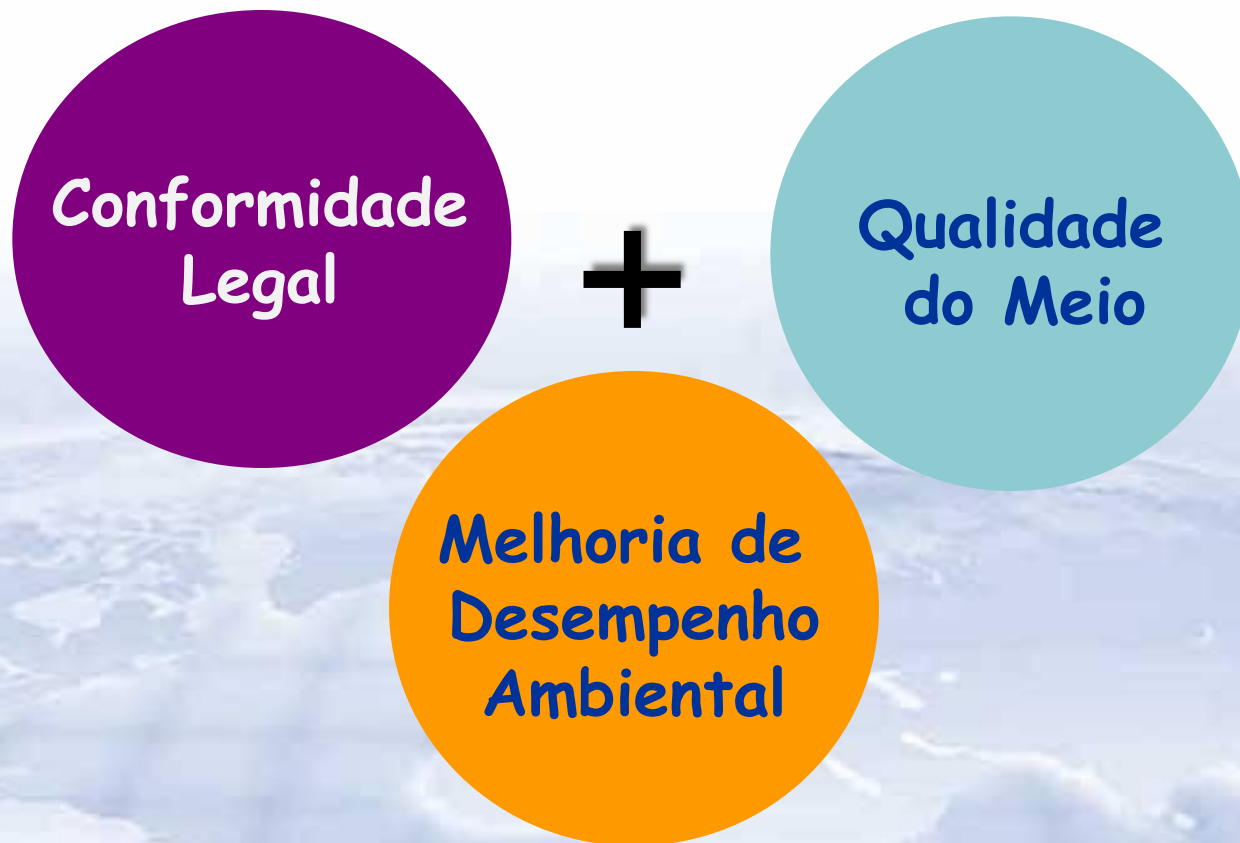 Conformidade
Legal
+
Qualidade
do Meio
Melhoria de
Desempenho
Ambiental